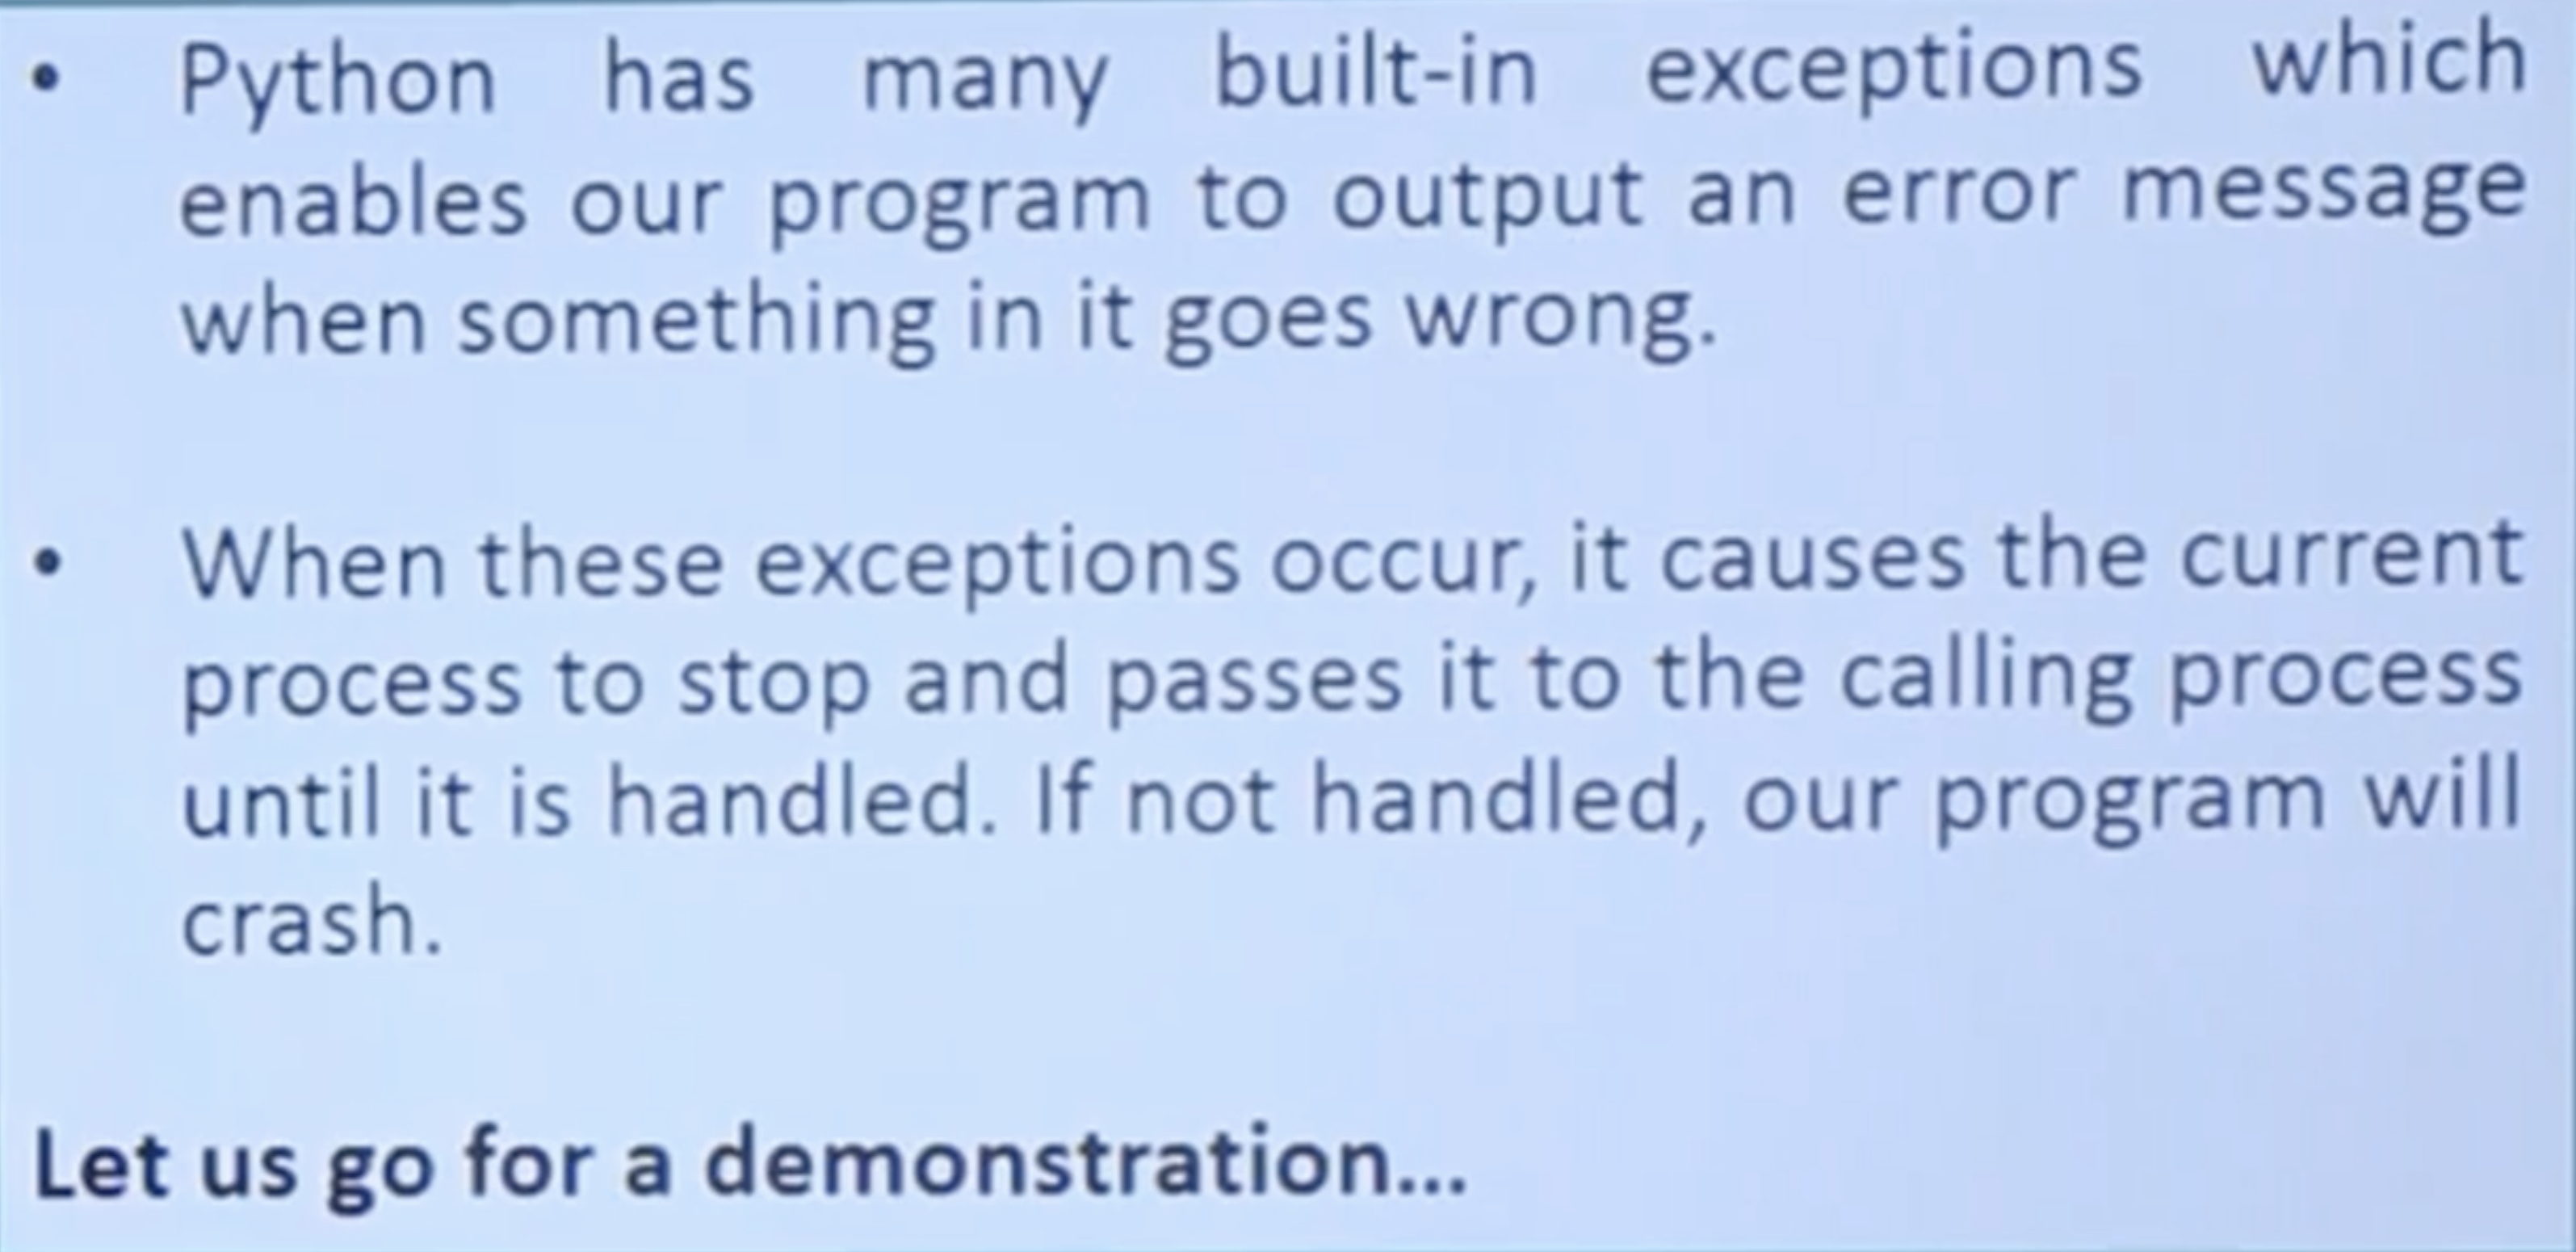 • Python has many built-in exceptions which
enables our program to output an error message
when something in it goes wrong.
• When these exceptions occur, it causes the current
process to stop and passes it to the calling process
until it is handled. If not handled, our program will
crash.
Let us go for a demonstration...